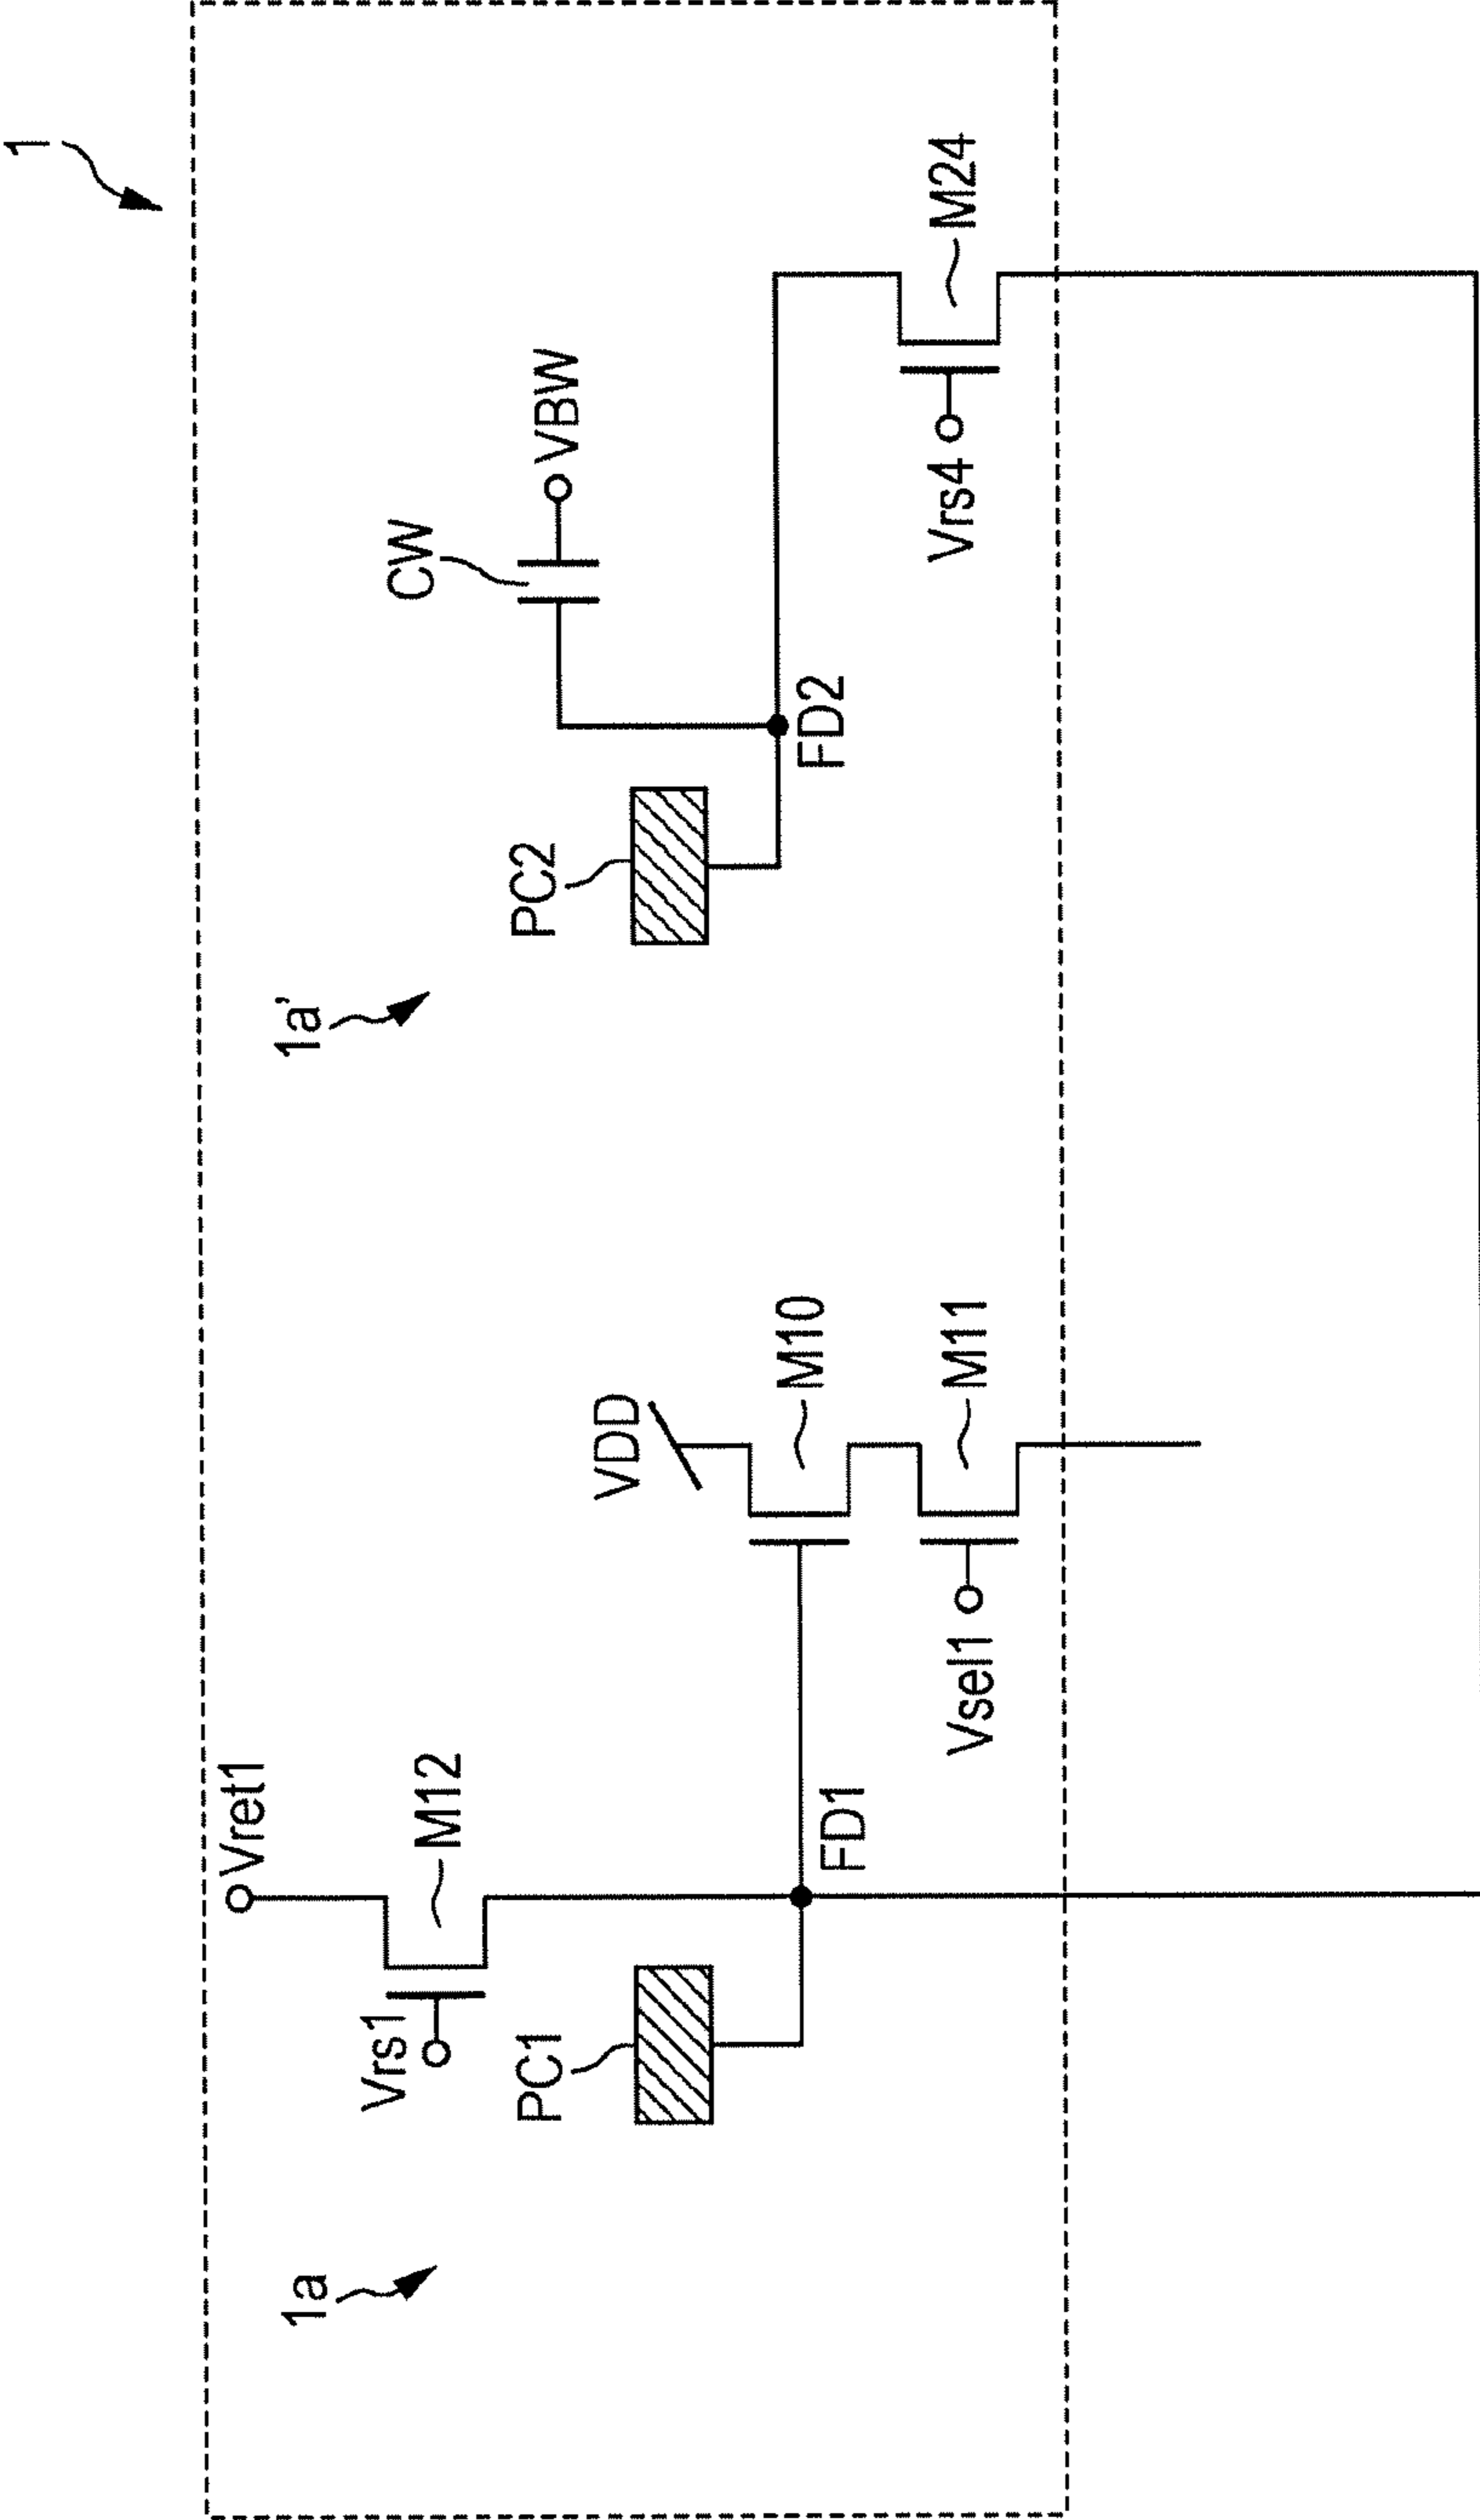 1
1a
1a'
Vret1
Vrs1
M12
PC1
FD1
VDD
M10
M11
Vsel1
PC2
CW
VBW
FD2
Vrs4
M24